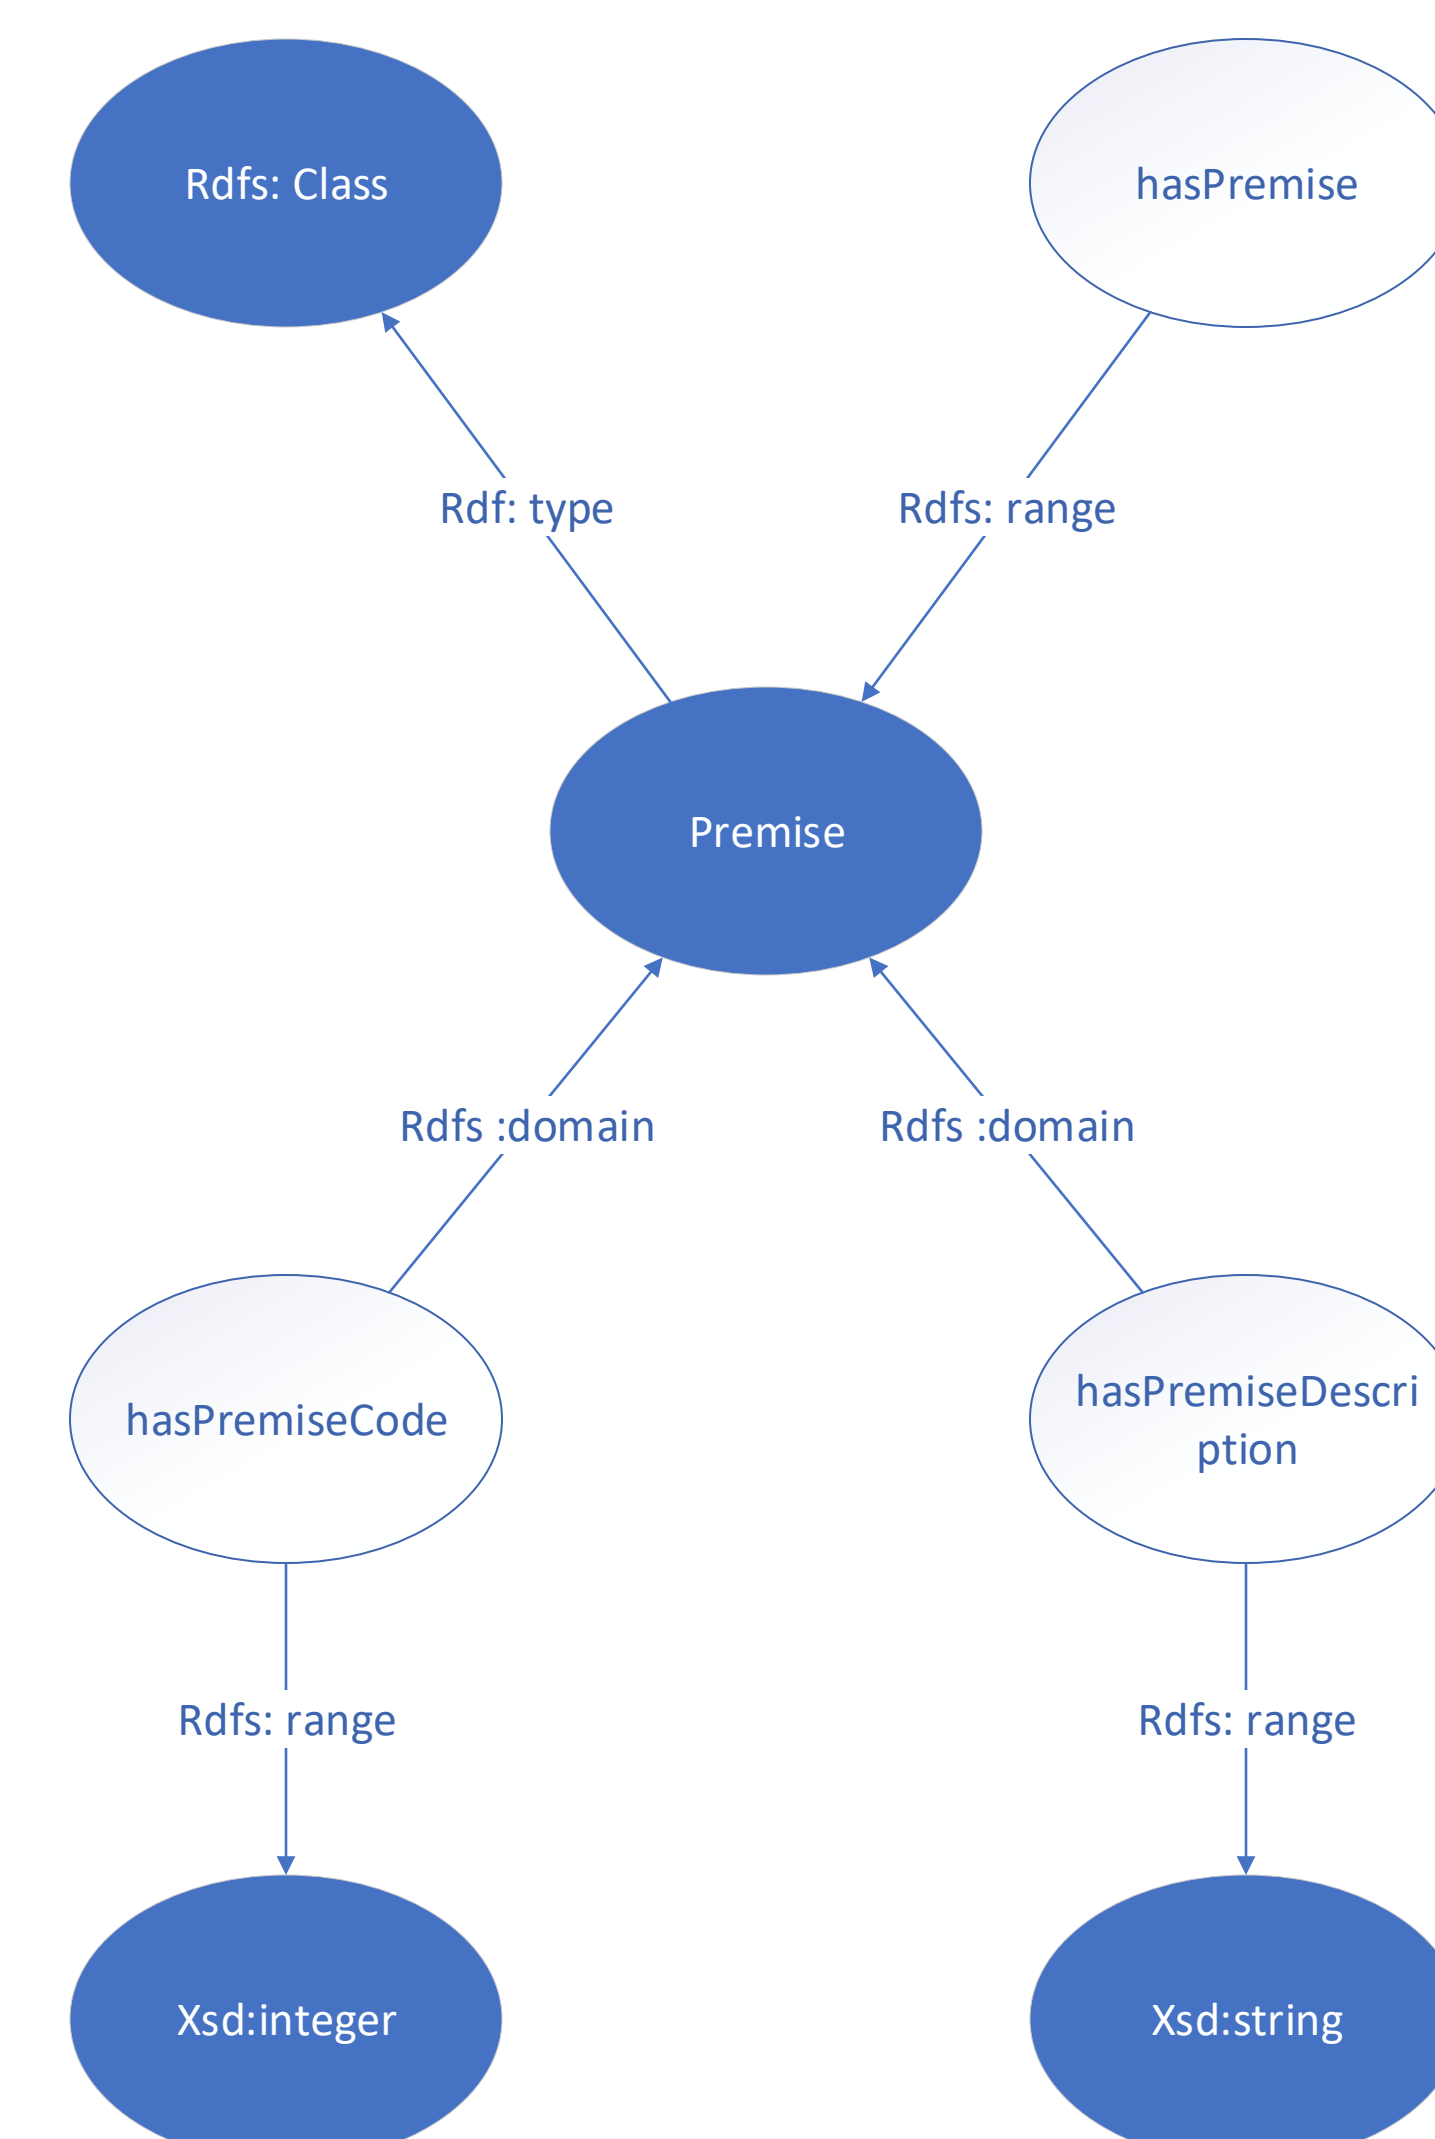 Rdfs: Class
hasPremise
Rdf: type
Rdfs: range
Premise
Rdfs :domain
Rdfs :domain
hasPremiseCode
hasPremiseDescri
ption
Rdfs: range
Rdfs: range
Xsd:integer
Xsd:string